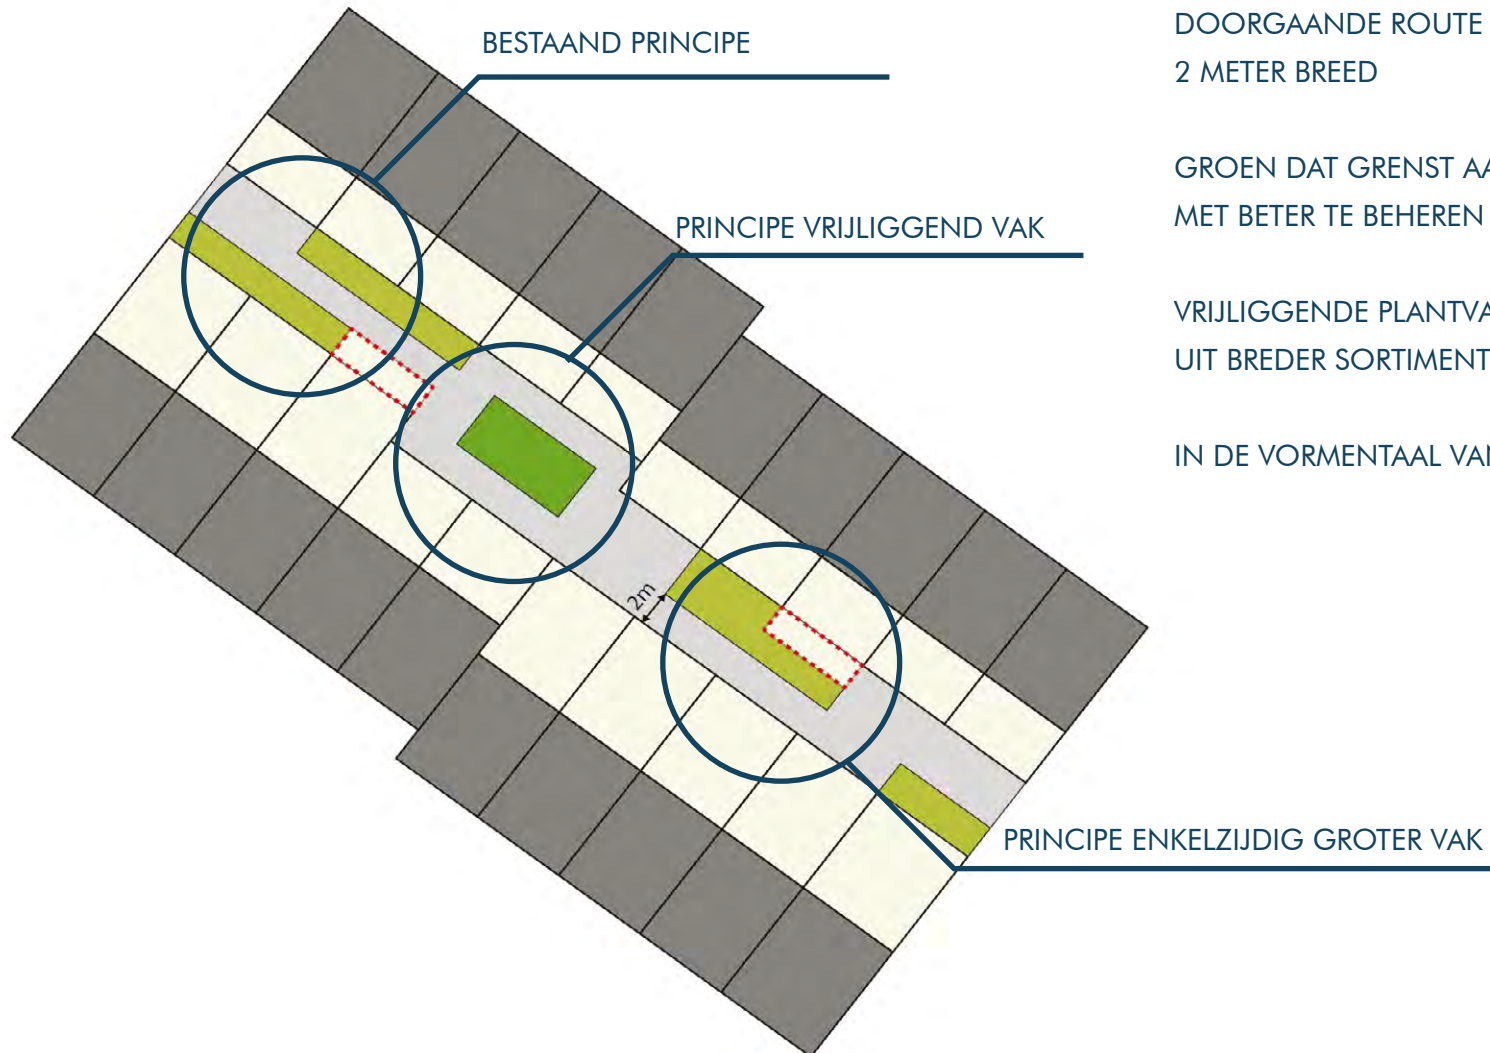 BESTAAND PRINCIPE
PRINCIPE VRIJLIGGEND VAK
2m
PRINCIPE ENKELZIJDIG GROTER VAK
DOORGAANDE ROUTE
2 METER BREED
GROEN DAT GRENST
MET BETER TE BEHEREN
VRIJLIGGENDE
UIT BREDER SORTIMENT
IN DE VORMENTAAL